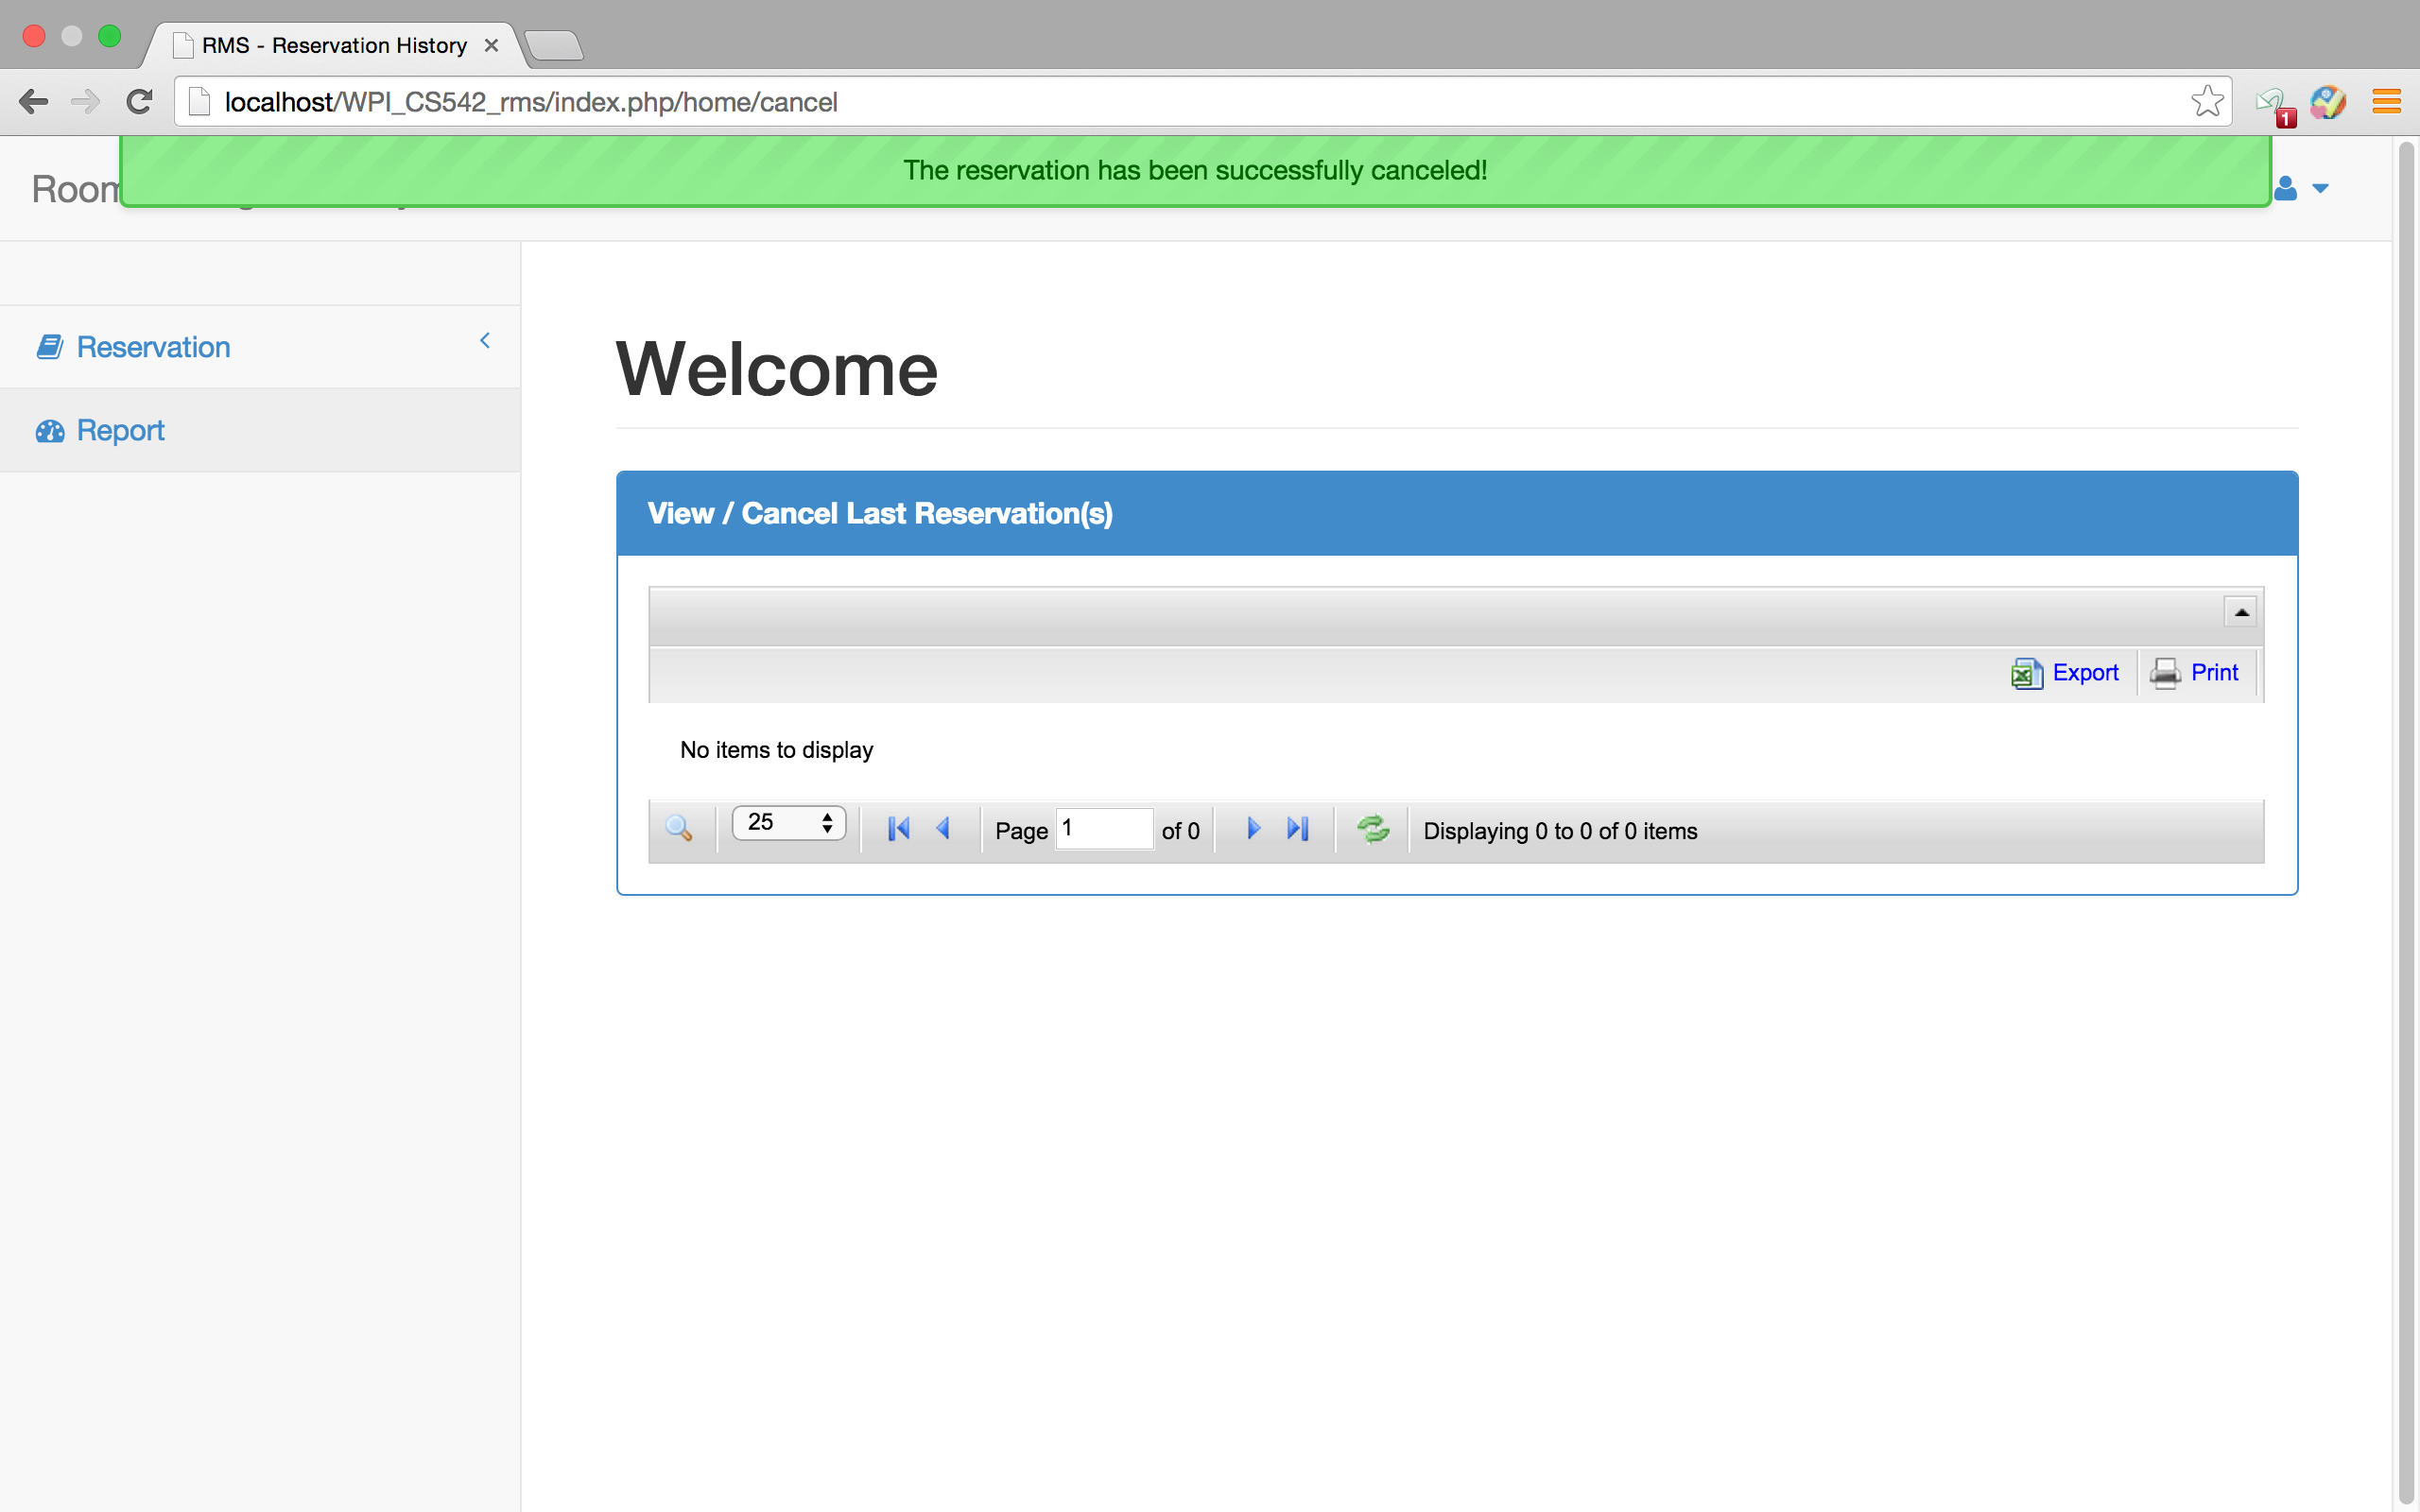 RMS - Reservation History
localhost/WPI_CS542_rms/index.php/home/cancel
1
The reservation has been successfully canceled!
Reservation
Report
Welcome
View / Cancel Last Reservation(s)
Export Print
No items to display
25 Page 1 of 0 Displaying 0 to 0 of 0 items